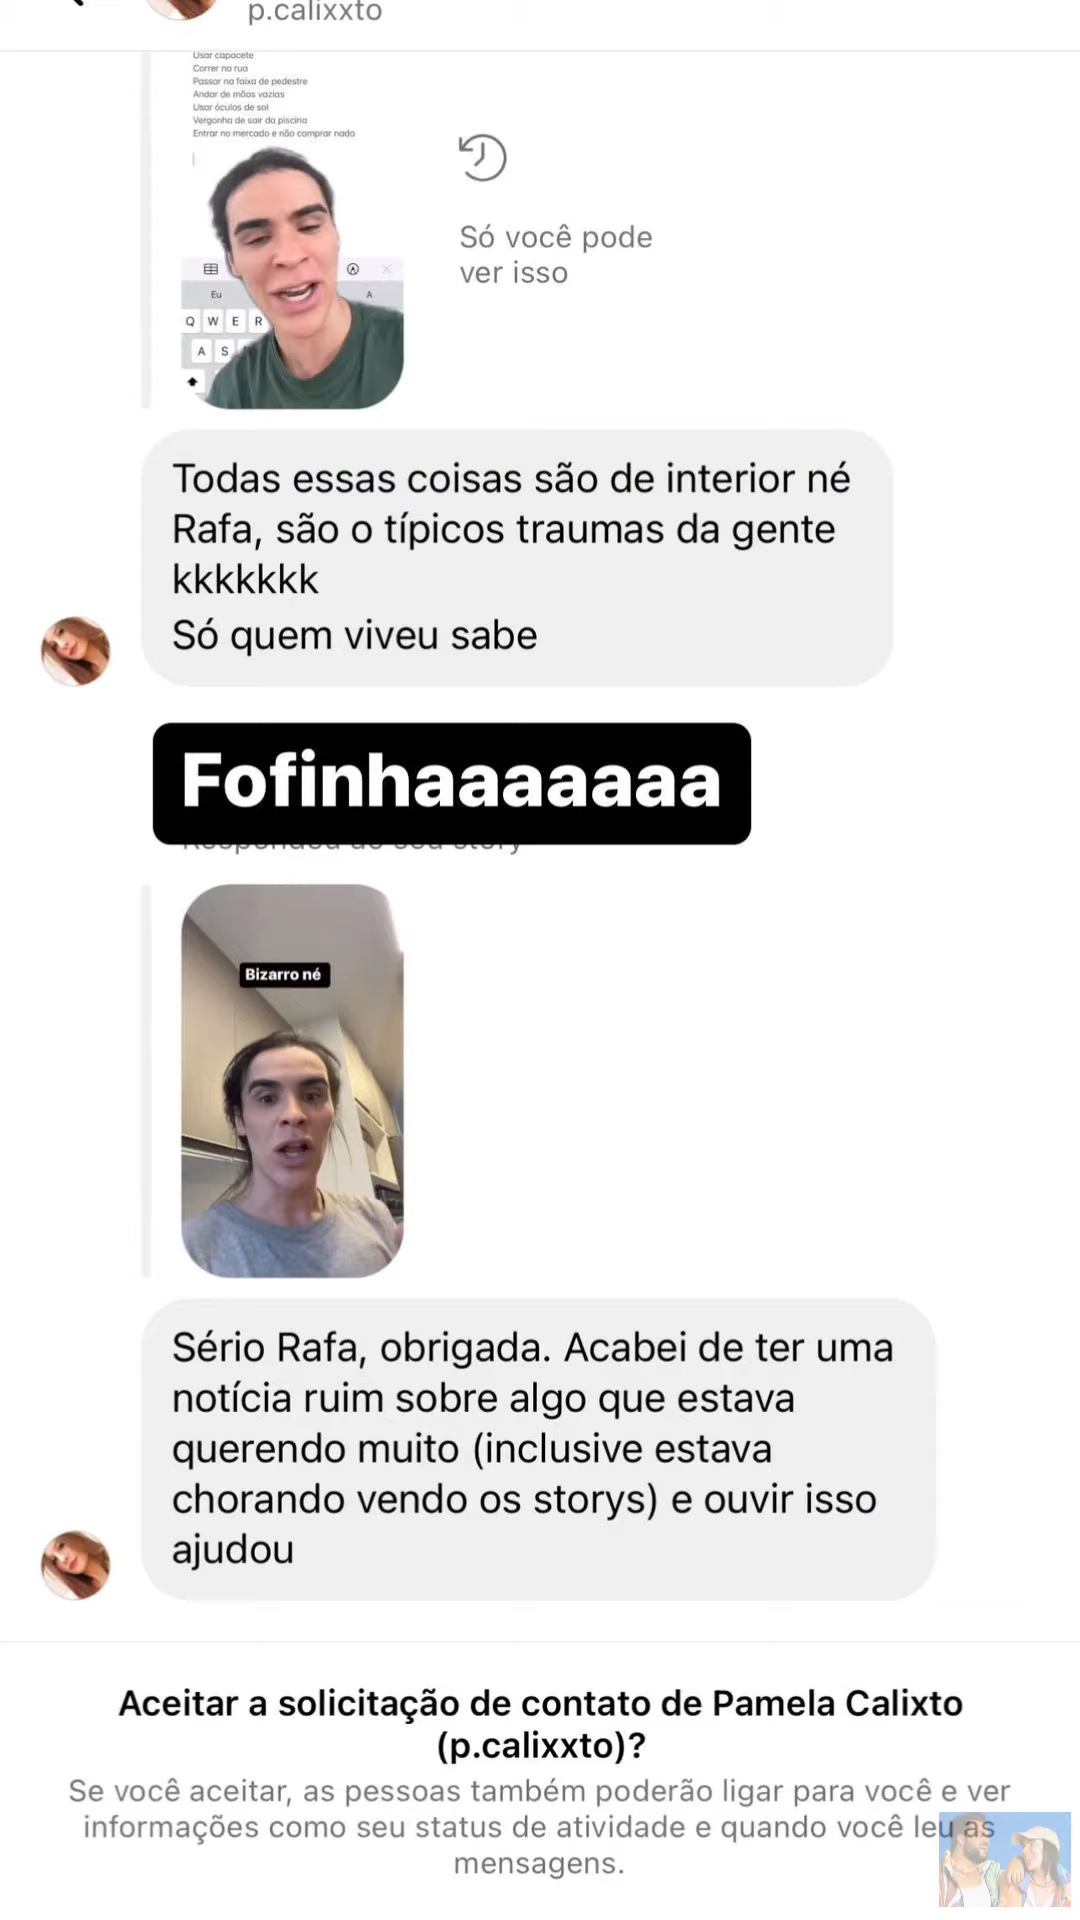 p.calixxto
Usar capacete
Correr na rua
Passar na faixa de pedestre
Andar de mãos vazias
Usar óculos de sol
Vergonha de sair da piscina
Entrar no mercado e não comprar nada
Só você pode
ver isso
Eu
A
Q W E R
A S
Todas essas coisas são de interior né
Rafa, são o típicos traumas da gente
kkkkkkk
Só quem viveu sabe
Fofinhaaaaaaa
Respondeu ao seu story
Bizarro né
Sério Rafa, obrigada. Acabei de ter uma
notícia ruim sobre algo que estava
querendo muito (inclusive estava
chorando vendo os storys) e ouvir isso
ajudou
Aceitar a solicitação de contato de Pamela Calixto
(p.calixxto)?
Se você aceitar, as pessoas também poderão ligar para você e ver
informações como seu status de atividade e quando você leu as
mensagens.